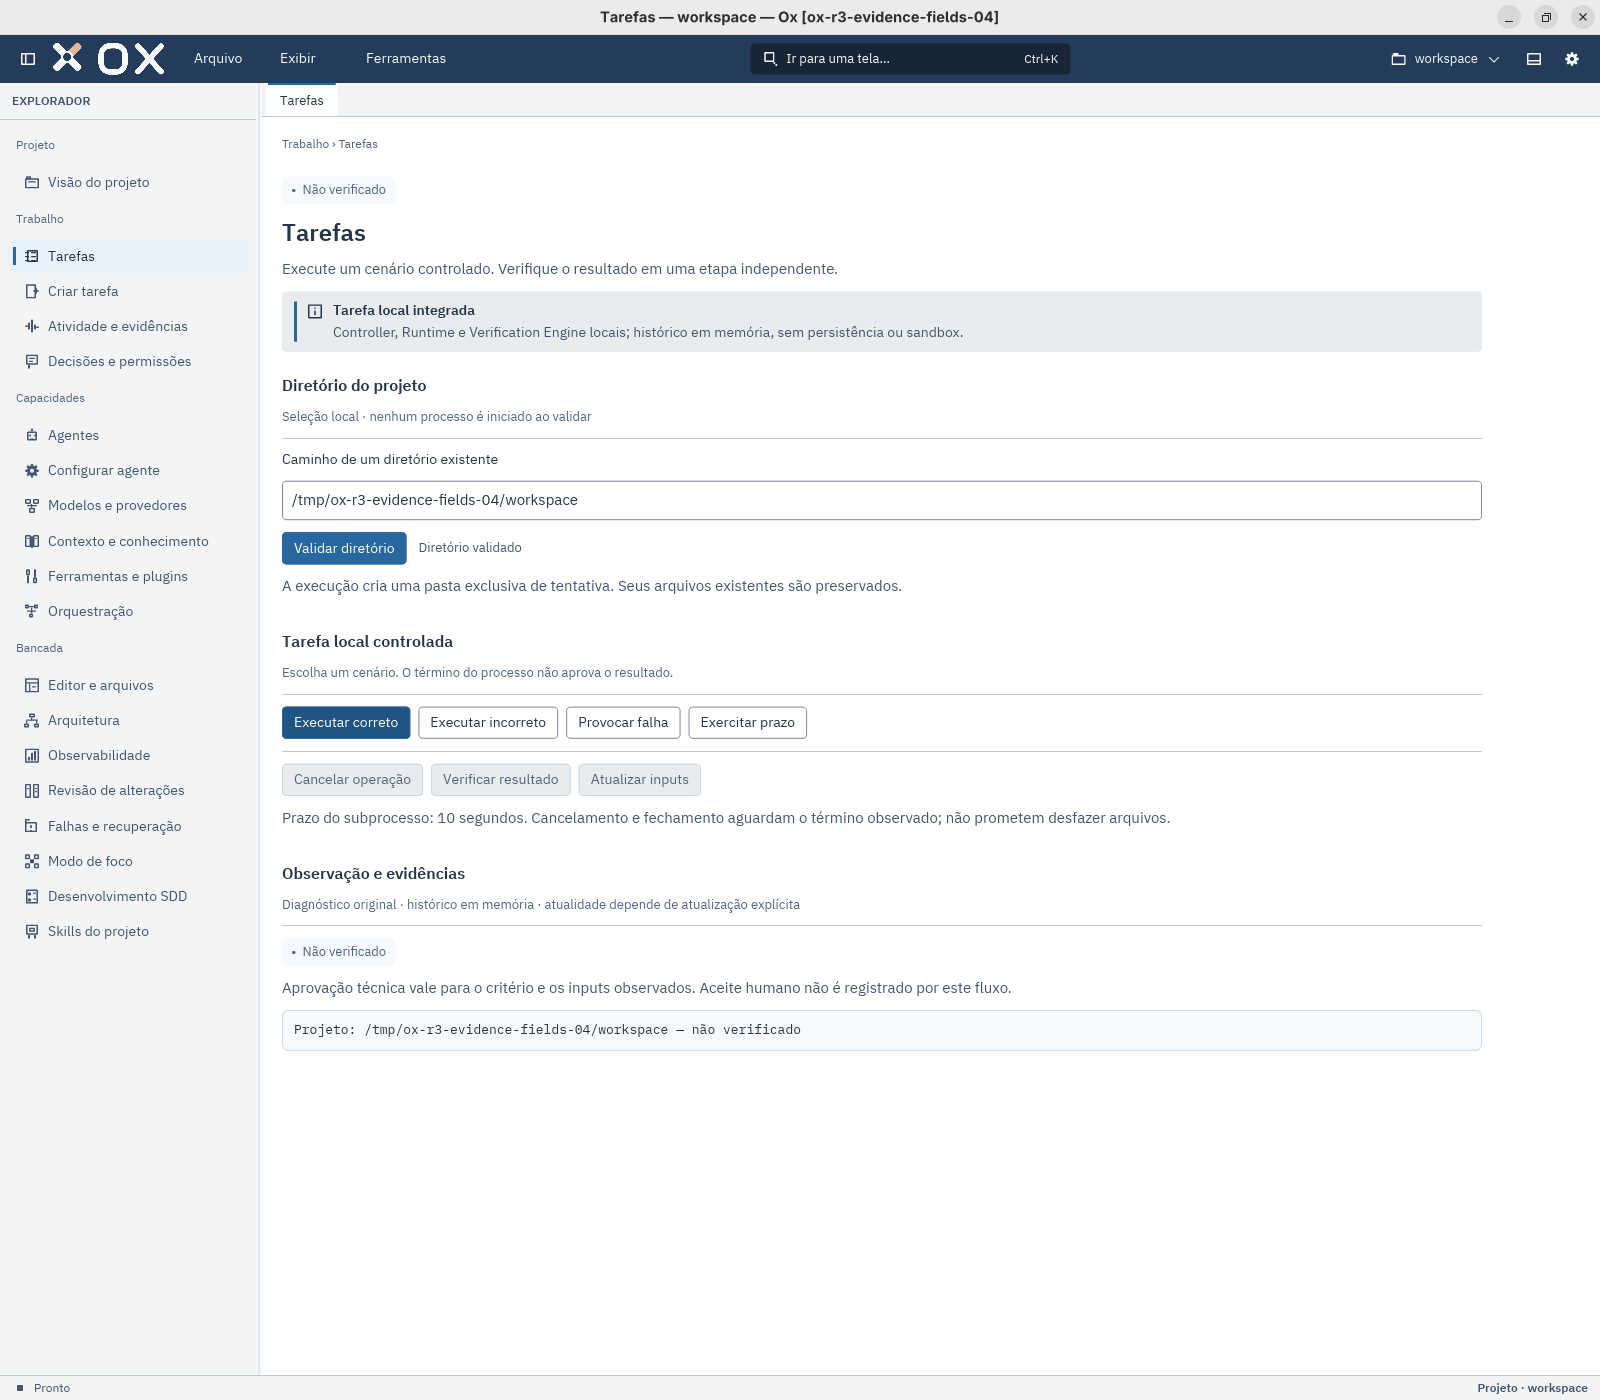 Tarefas — workspace — Ox [ox-r3-evidence-fields-04]
OX
Arquivo
Exibir
Ferramentas
Ir para uma tela...
Ctrl+K
workspace
EXPLORADOR
Projeto
Visão do projeto
Trabalho
Tarefas
Criar tarefa
Atividade e evidências
Decisões e permissões
Capacidades
Agentes
Configurar agente
Modelos e provedores
Contexto e conhecimento
Ferramentas e plugins
Orquestração
Bancada
Editor e arquivos
Arquitetura
Observabilidade
Revisão de alterações
Falhas e recuperação
Modo de foco
Desenvolvimento SDD
Skills do projeto
Tarefas
Trabalho › Tarefas
• Não verificado
Tarefas
Execute um cenário controlado. Verifique o resultado em uma etapa independente.
Tarefa local integrada
Controller, Runtime e Verification Engine locais; histórico em memória, sem persistência ou sandbox.
Diretório do projeto
Seleção local · nenhum processo é iniciado ao validar
Caminho de um diretório existente
/tmp/ox-r3-evidence-fields-04/workspace
Validar diretório
Diretório validado
A execução cria uma pasta exclusiva de tentativa. Seus arquivos existentes são preservados.
Tarefa local controlada
Escolha um cenário. O término do processo não aprova o resultado.
Executar correto
Executar incorreto
Provocar falha
Exercitar prazo
Cancelar operação
Verificar resultado
Atualizar inputs
Prazo do subprocesso: 10 segundos. Cancelamento e fechamento aguardam o término observado; não prometem desfazer arquivos.
Observação e evidências
Diagnóstico original · histórico em memória · atualidade depende de atualização explícita
• Não verificado
Aprovação técnica vale para o critério e os inputs observados. Aceite humano não é registrado por este fluxo.
Projeto: /tmp/ox-r3-evidence-fields-04/workspace — não verificado
Pronto
Projeto · workspace